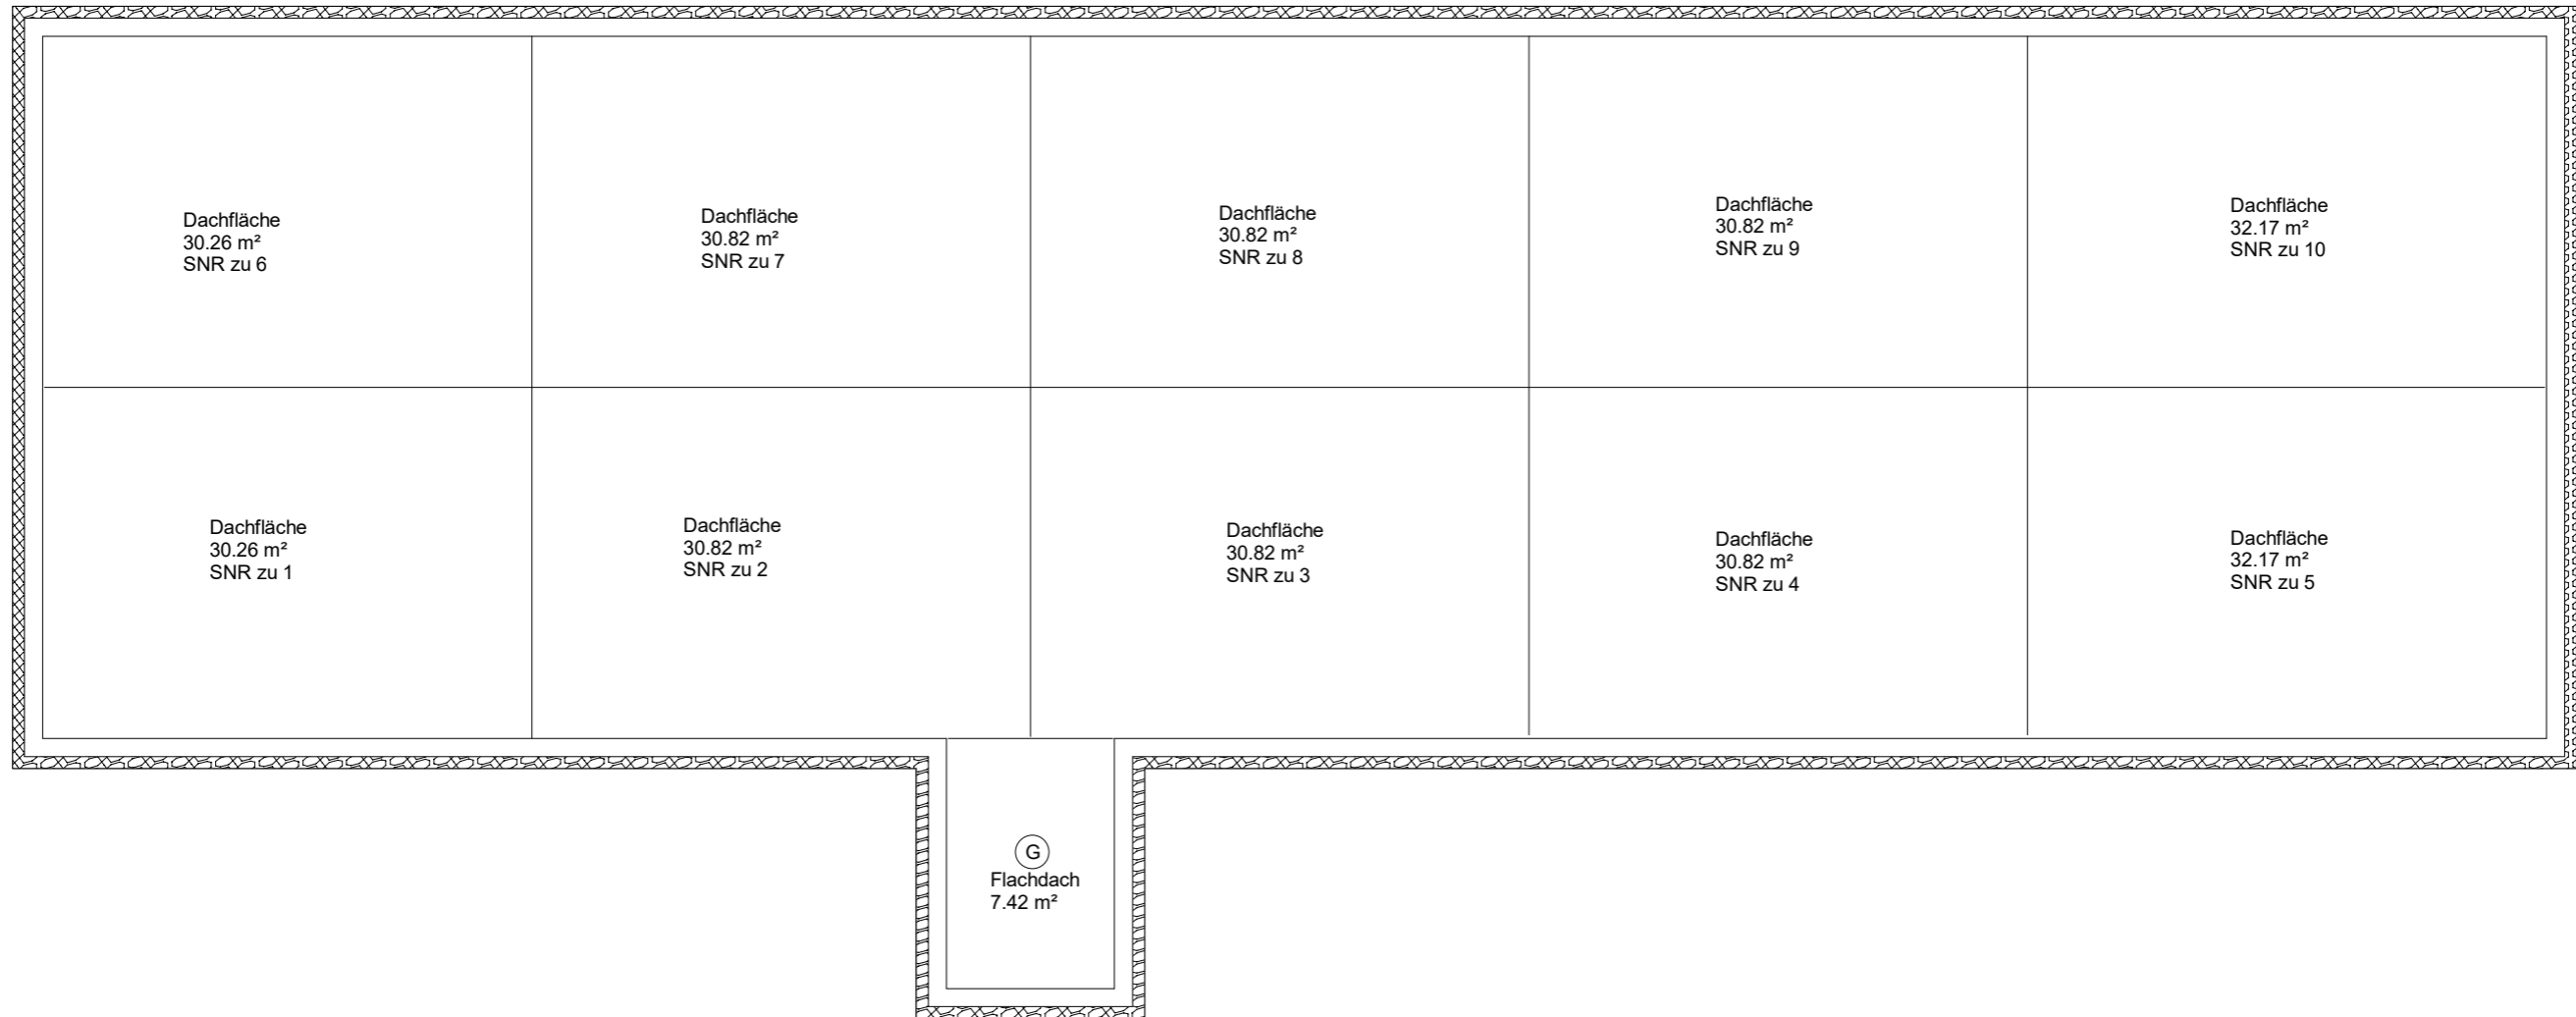 Dachfläche
30.26 m²
SNR zu 6
Dachfläche
30.82 m²
SNR zu 7
Dachfläche
30.82 m²
SNR zu 8
Dachfläche
30.82 m²
SNR zu 9
Dachfläche
32.17 m²
SNR zu 10
Dachfläche
30.26 m²
SNR zu 1
Dachfläche
30.82 m²
SNR zu 2
Dachfläche
30.82 m²
SNR zu 3
Dachfläche
30.82 m²
SNR zu 4
Dachfläche
32.17 m²
SNR zu 5
G
Flachdach
7.42 m²